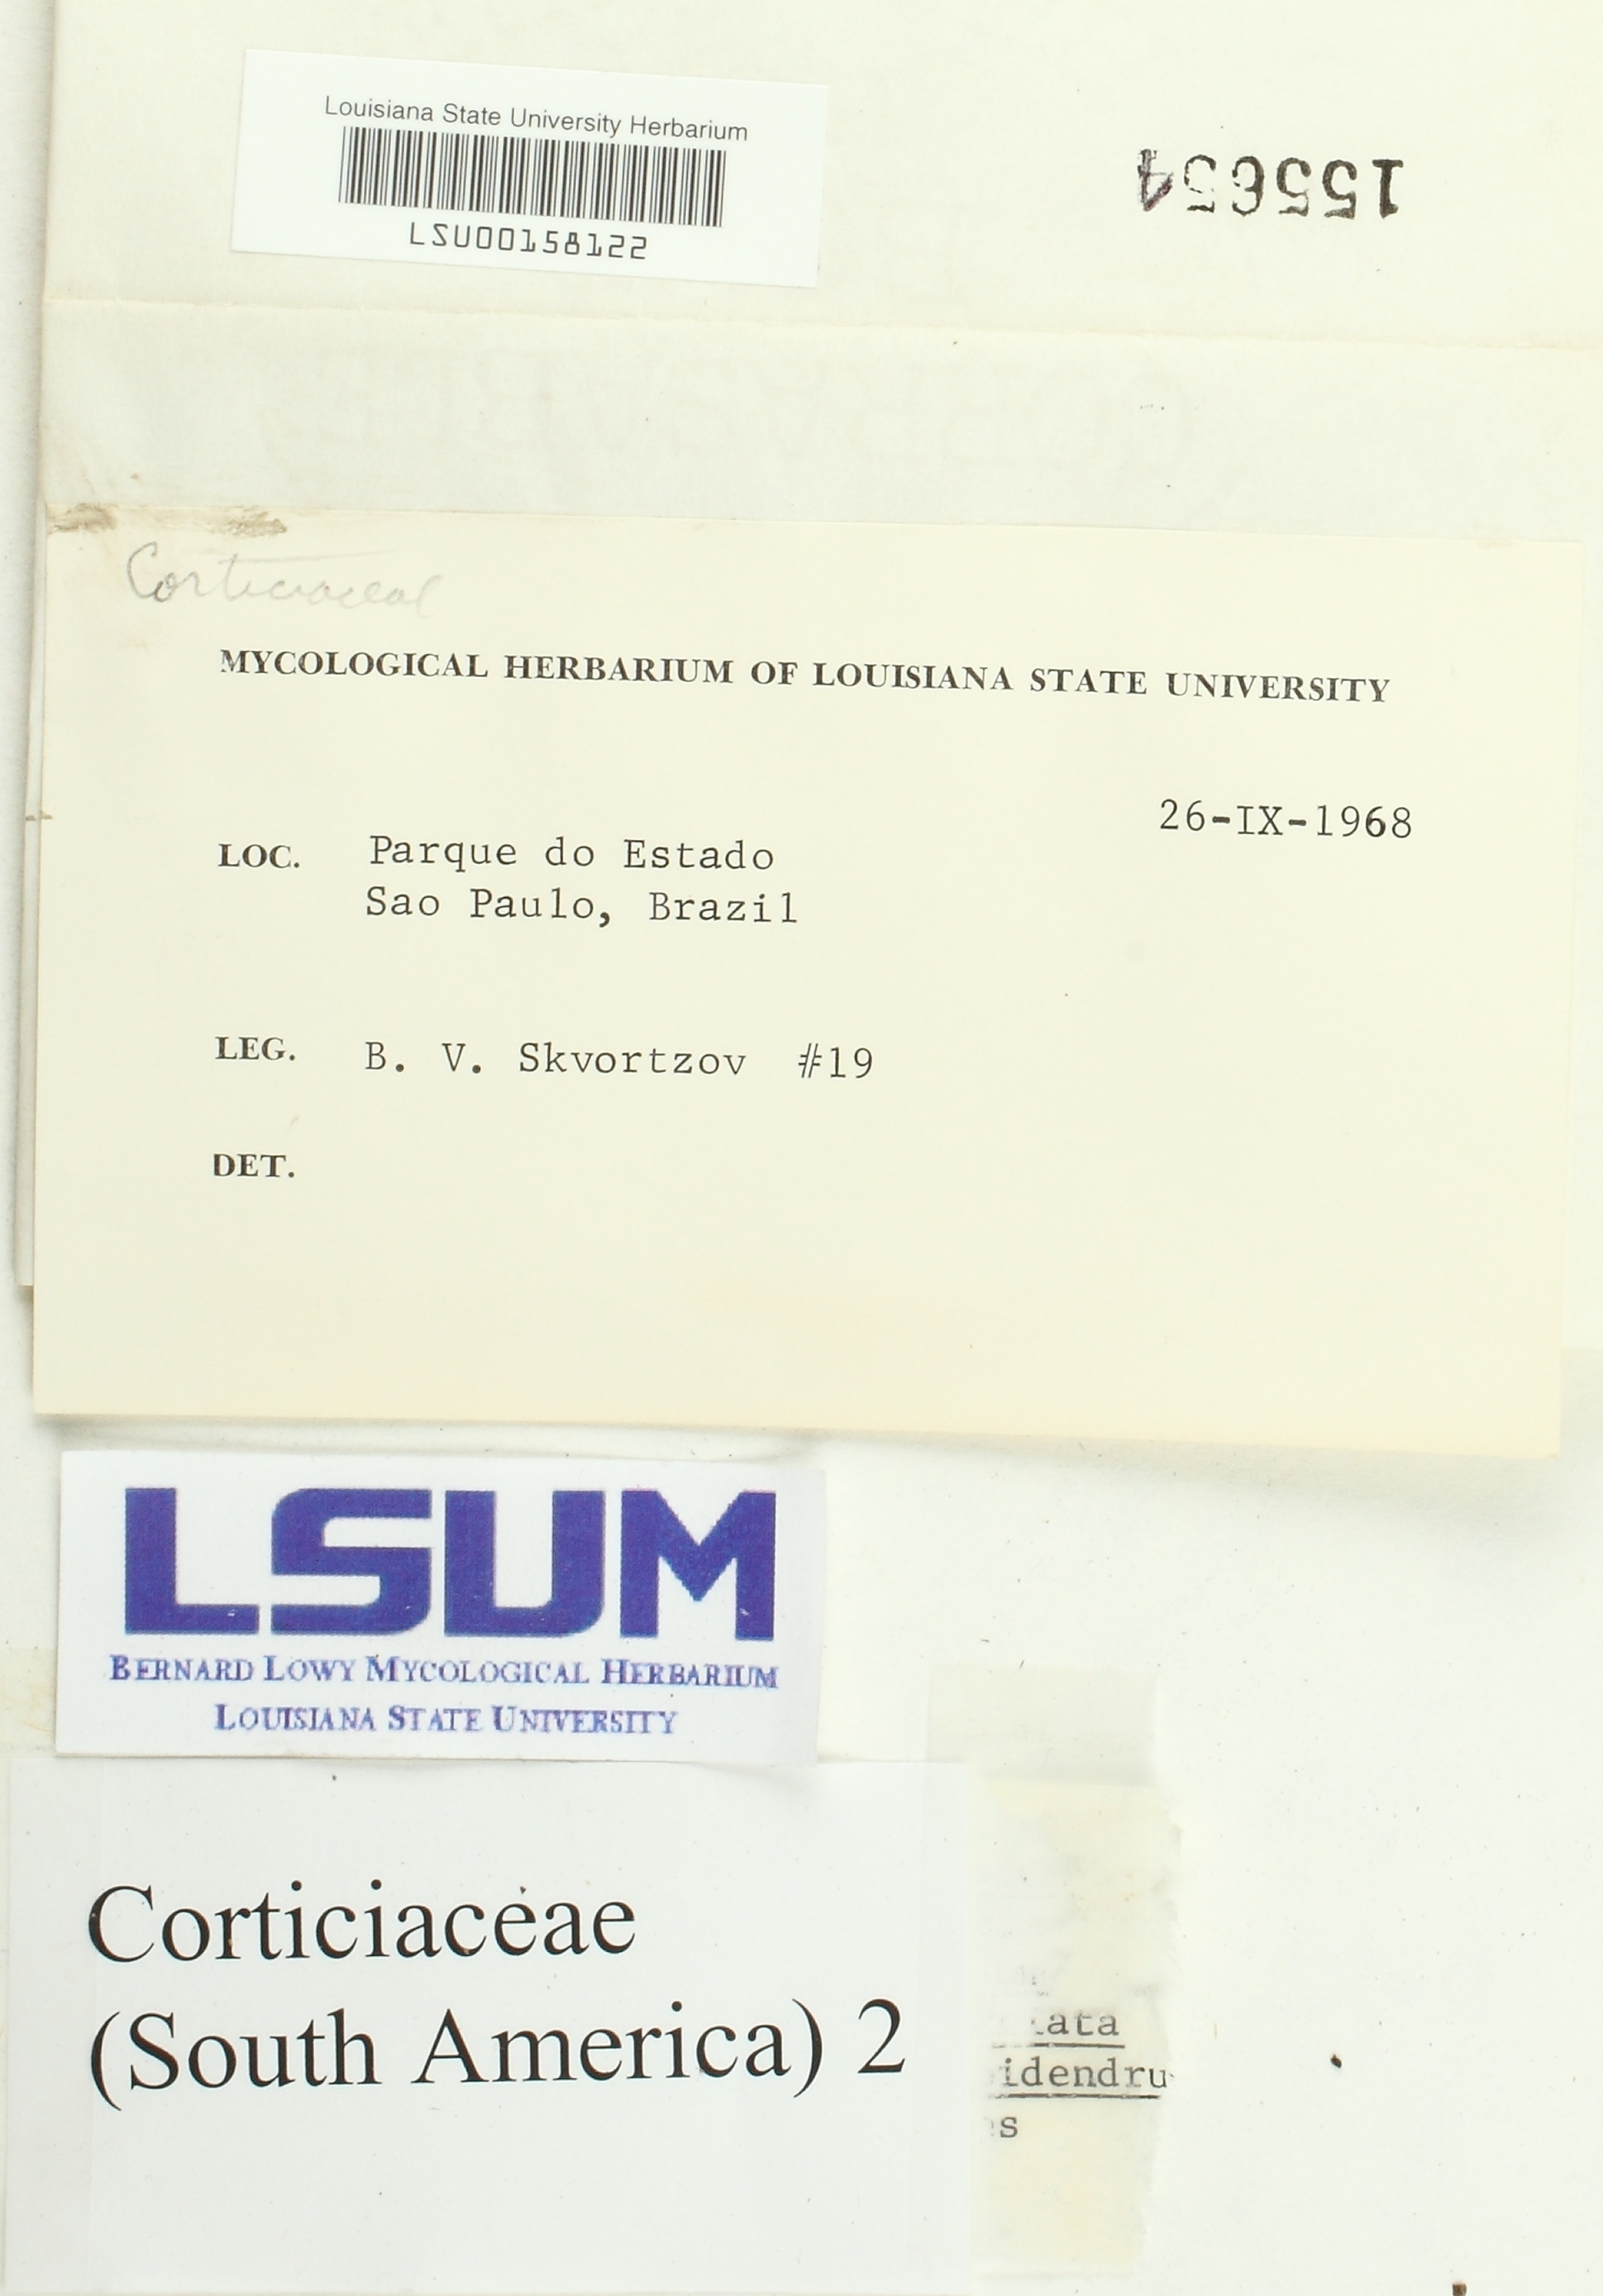 Louisiana State University Herbarium
LSU00158122
155654
Corticiaceae
MYCOLOGICAL HERBARIUM OF LOUISIANA STATE UNIVERSITY
26-IX-1968
LOC. Parque do Estado
Sao Paulo, Brazil
LEG. B. V. Skvortzov #19
DET.
LSUM
BERNARD LOWY MYCOLOGICAL HERBARIUM
LOUISIANA STATE UNIVERSITY
Corticiaceae
(South America) 2
ata
idendru
s